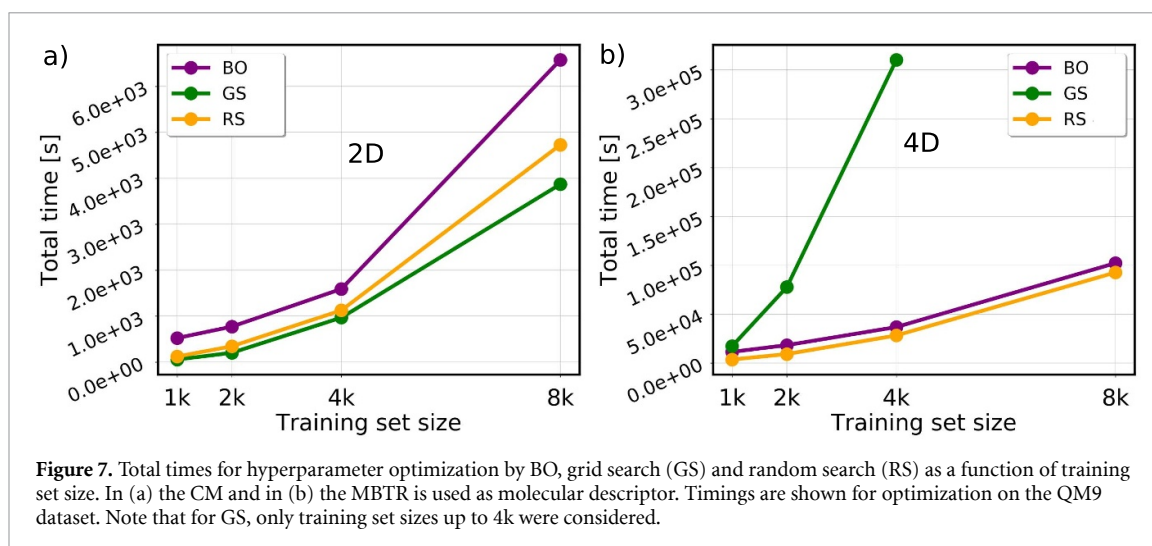 a)
BO
GS
RS
2D
Total time [s]
6.0e+03
5.0e+03
4.0e+03
3.0e+03
2.0e+03
1.0e+03
0.0e+00
1k 2k 4k 8k
Training set size
b)
BO
GS
RS
4D
Total time [s]
3.0e+05
2.5e+05
2.0e+05
1.5e+05
1.0e+05
5.0e+04
0.0e+00
1k 2k 4k 8k
Training set size
Figure 7. Total times for hyperparameter optimization by BO, grid search (GS) and random search (RS) as a function of training
set size. In (a) the CM and in (b) the MBTR is used as molecular descriptor. Timings are shown for optimization on the QM9
dataset. Note that for GS, only training set sizes up to 4k were considered.